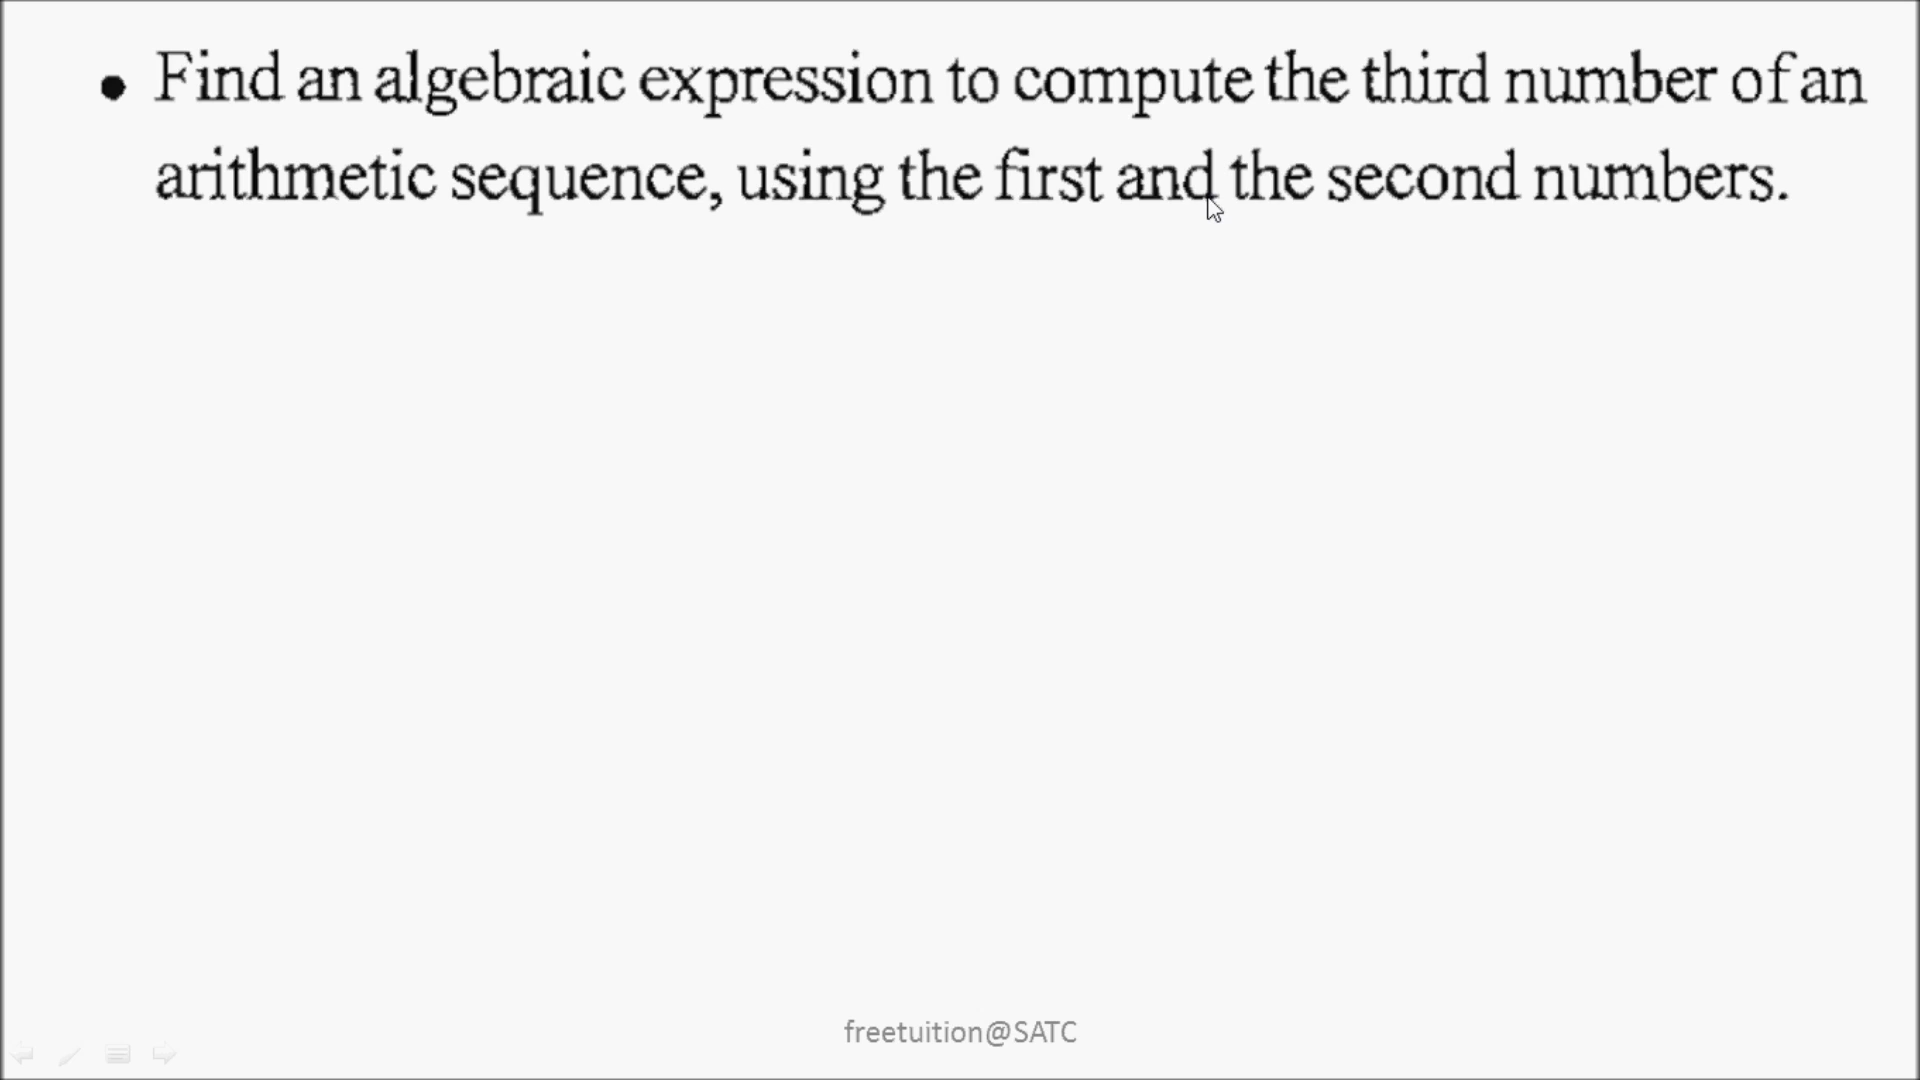 • Find an algebraic expression to compute the third number of an
arithmetic sequence, using the first and the second numbers.
freetuition@SATC